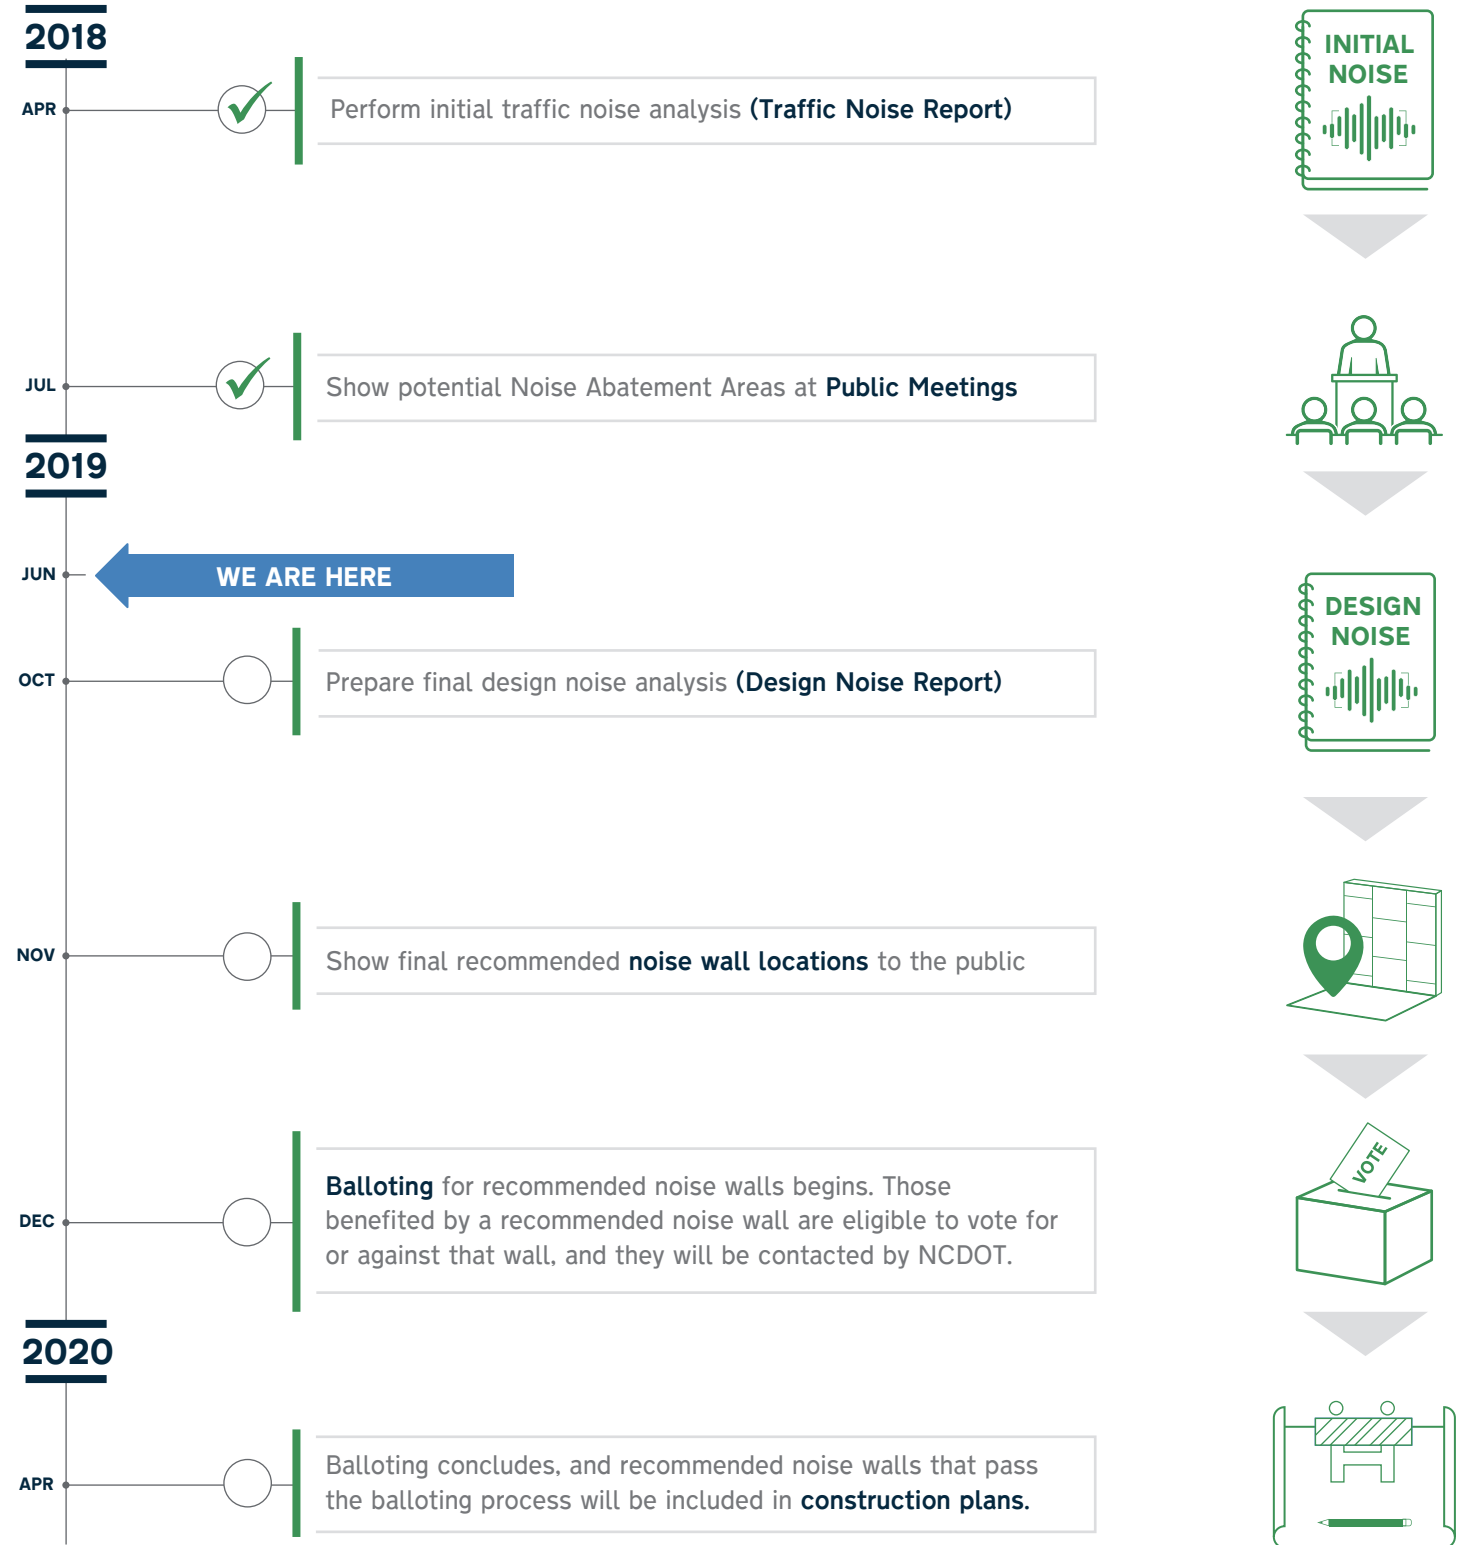 2018
INITIAL
NOISE
APR
Perform initial traffic noise analysis (Traffic Noise Report)
JUL
Show potential Noise Abatement Areas at Public Meetings
2019
JUN
WE ARE HERE
DESIGN
NOISE
OCT
Prepare final design noise analysis (Design Noise Report)
NOV
Show final recommended noise wall locations to the public
VOTE
DEC
Balloting for recommended noise walls begins. Those
benefited by a recommended noise wall are eligible to vote for
or against that wall, and they will be contacted by NCDOT.
2020
APR
Balloting concludes, and recommended noise walls that pass
the balloting process will be included in construction plans.